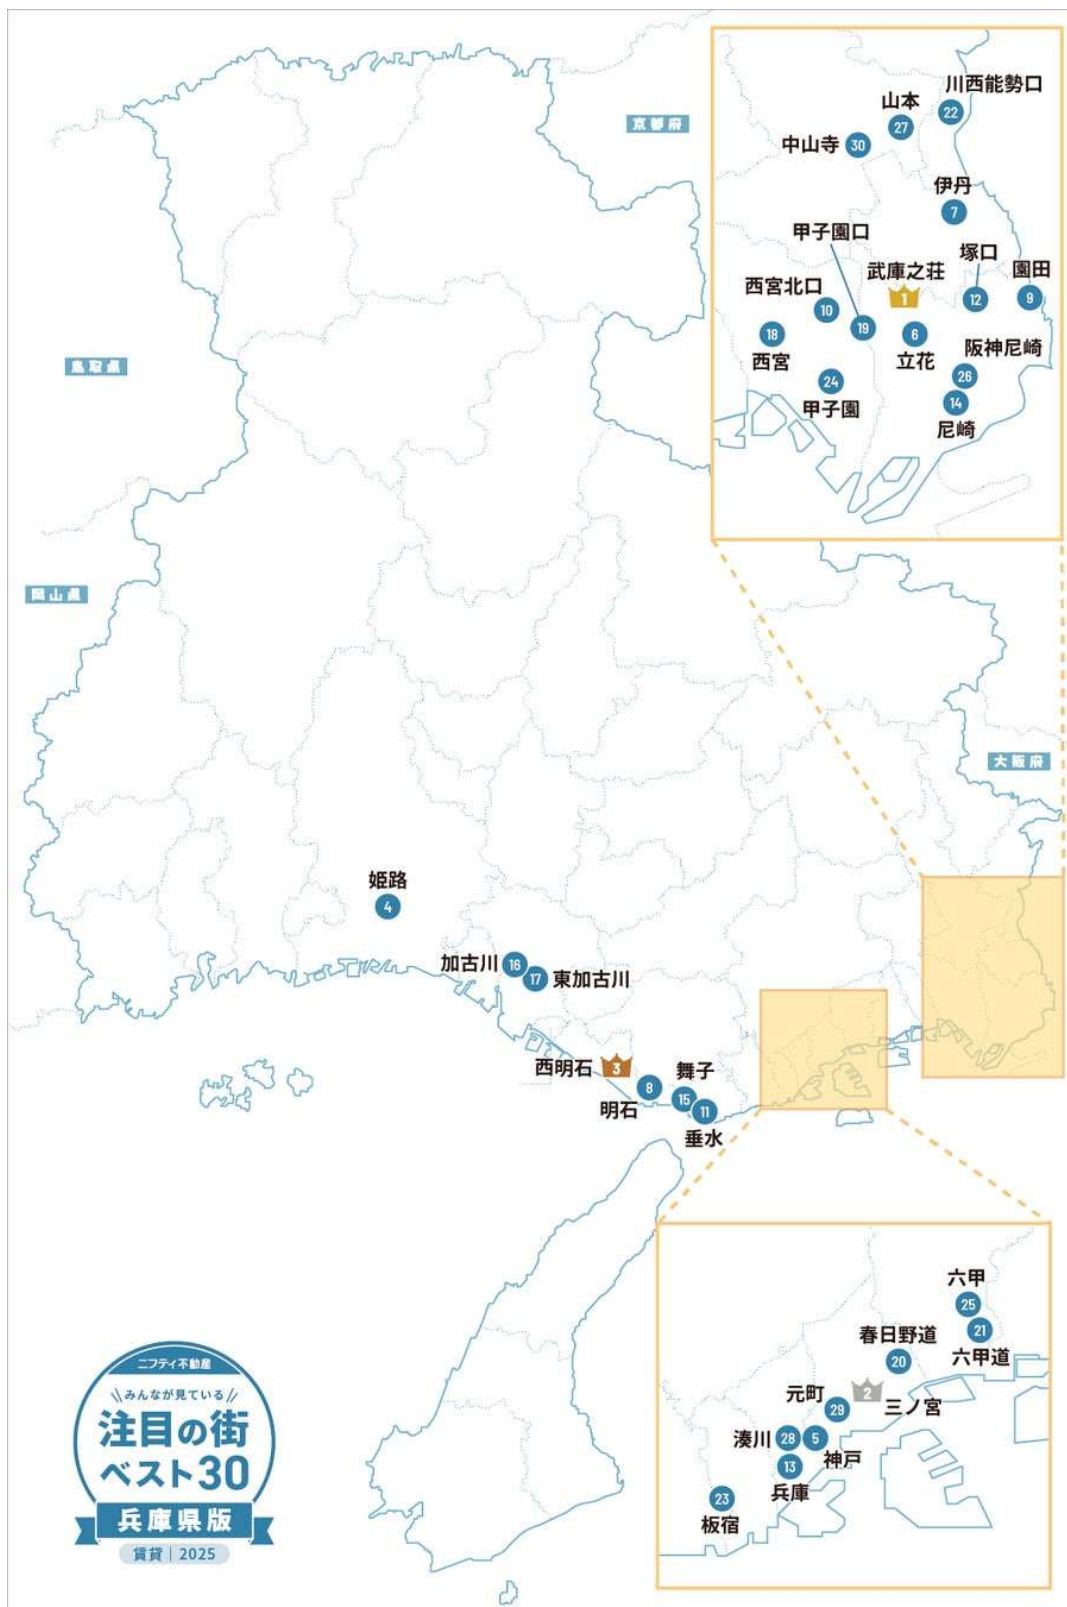 京都府
鳥取県
岡山県
大阪府
川西能勢口
22
山本
27
中山寺
30
伊丹
7
甲子園口
19
塚口
12
園田
9
武庫之荘
1
西宮北口
10
18
西宮
6
立花
阪神尼崎
26
14
尼崎
24
甲子園
姫路
4
加古川
16
17
東加古川
西明石
3
8
明石
舞子
15
11
垂水
六甲
25
21
六甲道
春日野道
20
元町
29
2
三ノ宮
湊川
28
5
神戸
13
兵庫
23
板宿
ニフティ不動産
\\みんなが見ている//
注目の街
ベスト30
兵庫県版
賃貸｜2025